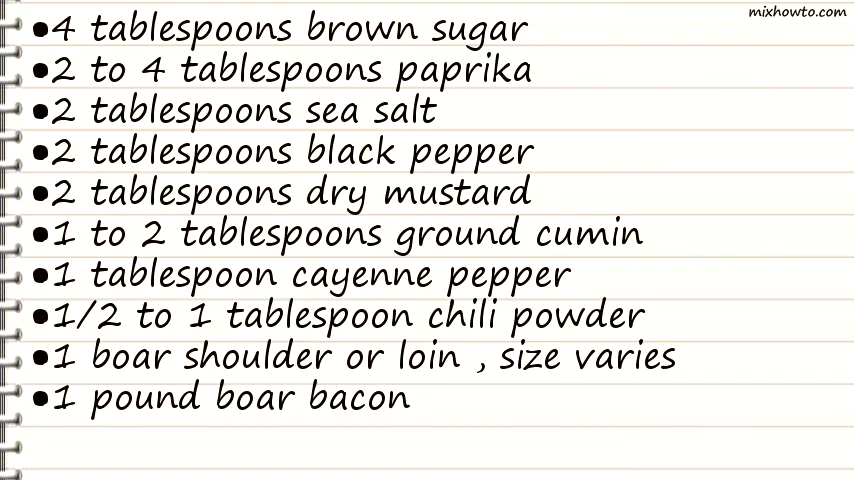 mixhowto.com
•4 tablespoons brown sugar
•2 to 4 tablespoons paprika
•2 tablespoons sea salt
•2 tablespoons black pepper
•2 tablespoons dry mustard
•1 to 2 tablespoons ground cumin
•1 tablespoon cayenne pepper
•1/2 to 1 tablespoon chili powder
•1 boar shoulder or loin , size varies
•1 pound boar bacon